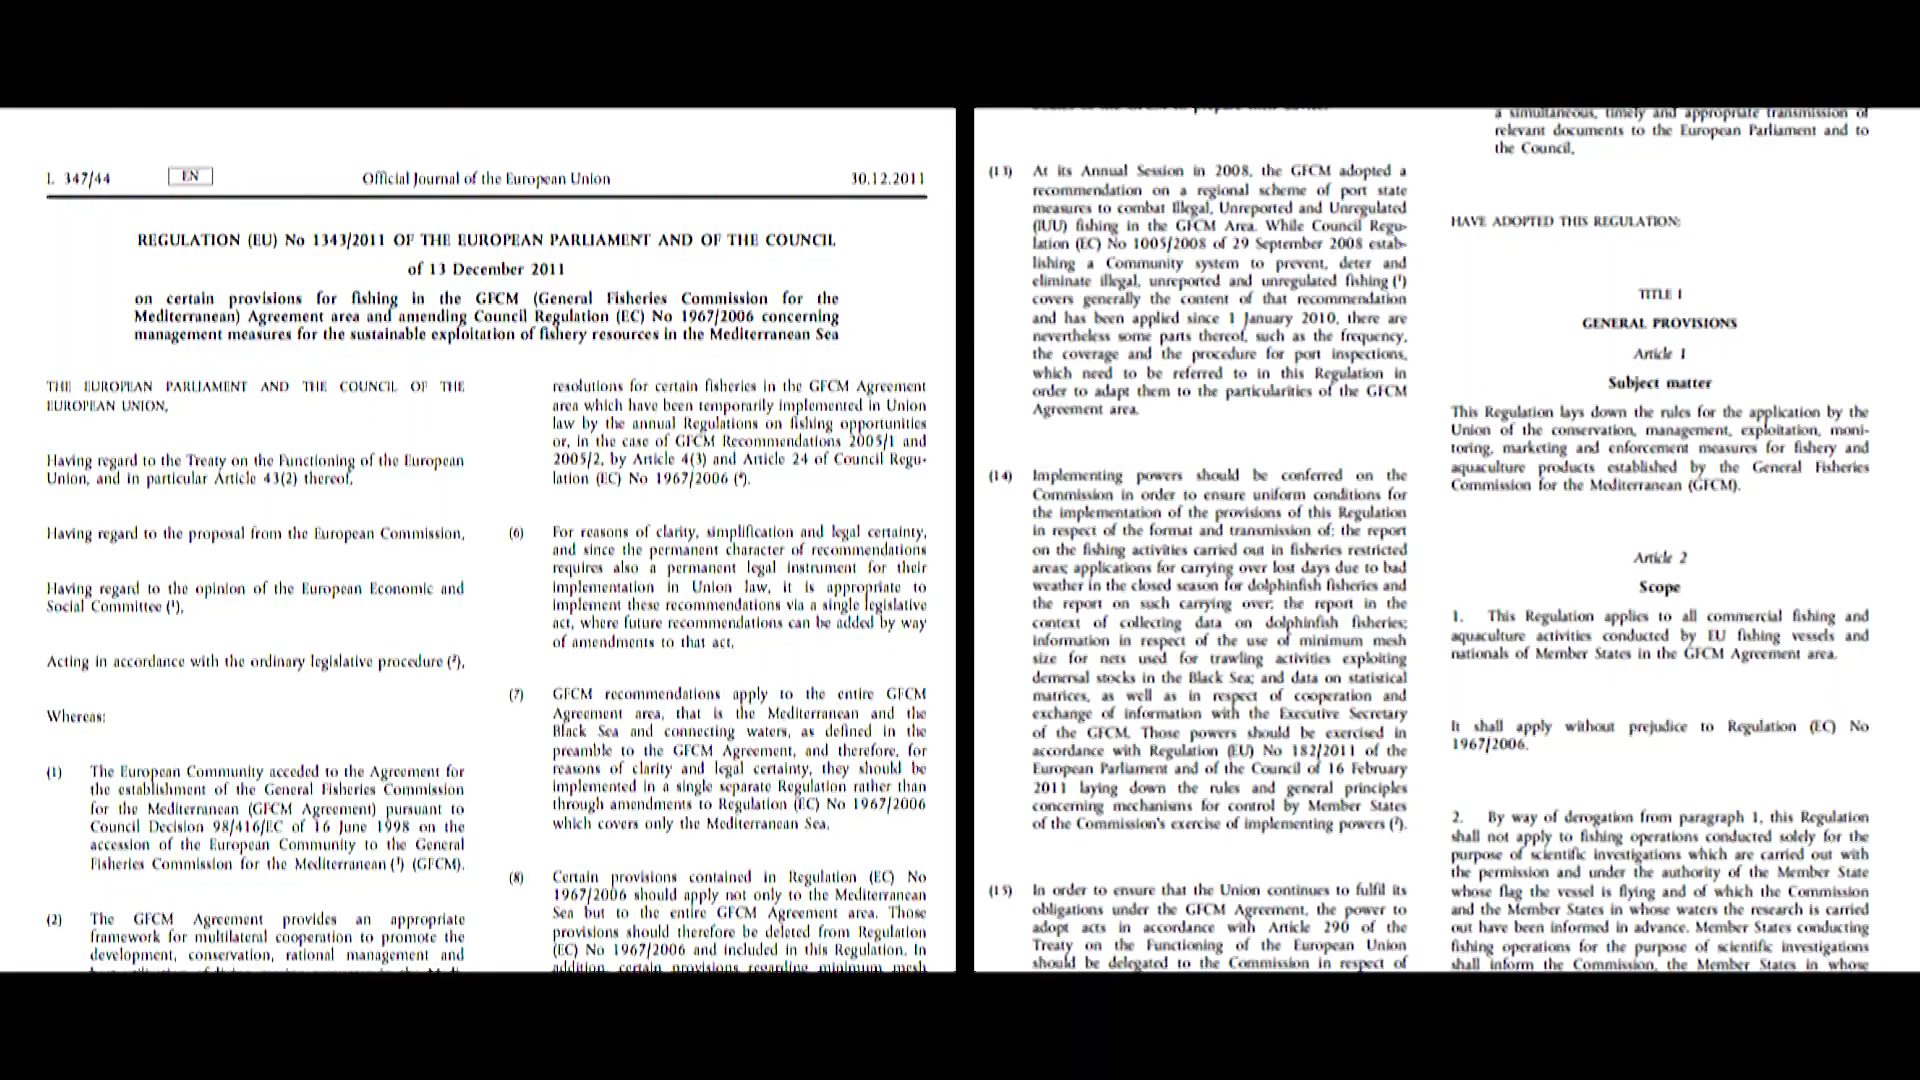 L 347/44 EN Official Journal of the European Union 30.12.2011
REGULATION (EU) No 1343/2011 OF THE EUROPEAN PARLIAMENT AND OF THE COUNCIL
of 13 December 2011
on certain provisions for fishing in the GFCM (General Fisheries Commission for the
Mediterranean) Agreement area and amending Council Regulation (EC) No 1967/2006 concerning
management measures for the sustainable exploitation of fishery resources in the Mediterranean Sea
THE EUROPEAN PARLIAMENT AND THE COUNCIL OF THE
EUROPEAN UNION,
Having regard to the Treaty on the Functioning of the European
Union, and in particular Article 43(2) thereof,
Having regard to the proposal from the European Commission,
Having regard to the opinion of the European Economic and
Social Committee (¹),
Acting in accordance with the ordinary legislative procedure (²),
Whereas:
(1) The European Community acceded to the Agreement for
the establishment of the General Fisheries Commission
for the Mediterranean (GFCM Agreement) pursuant to
Council Decision 98/416/EC of 16 June 1998 on the
accession of the European Community to the General
Fisheries Commission for the Mediterranean (³) (GFCM).
(2) The GFCM Agreement provides an appropriate
framework for multilateral cooperation to promote the
development, conservation, rational management and
resolutions for certain fisheries in the GFCM Agreement
area which have been temporarily implemented in Union
law by the annual Regulations on fishing opportunities
or, in the case of GFCM Recommendations 2005/1 and
2005/2, by Article 4(3) and Article 24 of Council Regu-
lation (EC) No 1967/2006 (⁴).
(6) For reasons of clarity, simplification and legal certainty,
and since the permanent character of recommendations
requires also a permanent legal instrument for their
implementation in Union law, it is appropriate to
implement these recommendations via a single legislative
act, where future recommendations can be added by way
of amendments to that act.
(7) GFCM recommendations apply to the entire GFCM
Agreement area, that is the Mediterranean and the
Black Sea and connecting waters, as defined in the
preamble to the GFCM Agreement, and therefore, for
reasons of clarity and legal certainty, they should be
implemented in a single separate Regulation rather than
through amendments to Regulation (EC) No 1967/2006
which covers only the Mediterranean Sea.
(8) Certain provisions contained in Regulation (EC) No
1967/2006 should apply not only to the Mediterranean
Sea but to the entire GFCM Agreement area. Those
provisions should therefore be deleted from Regulation
(EC) No 1967/2006 and included in this Regulation. In
addition, certain provisions regarding minimum mesh
(13) At its Annual Session in 2008, the GFCM adopted a
recommendation on a regional scheme of port state
measures to combat Illegal, Unreported and Unregulated
(IUU) fishing in the GFCM Area. While Council Regu-
lation (EC) No 1005/2008 of 29 September 2008 estab-
lishing a Community system to prevent, deter and
eliminate illegal, unreported and unregulated fishing (¹)
covers generally the content of that recommendation
and has been applied since 1 January 2010, there are
nevertheless some parts thereof, such as the frequency,
the coverage and the procedure for port inspections,
which need to be referred to in this Regulation in
order to adapt them to the particularities of the GFCM
Agreement area.
(14) Implementing powers should be conferred on the
Commission in order to ensure uniform conditions for
the implementation of the provisions of this Regulation
in respect of the format and transmission of: the report
on the fishing activities carried out in fisheries restricted
areas; applications for carrying over lost days due to bad
weather in the closed season for dolphinfish fisheries and
the report on such carrying over; the report in the
context of collecting data on dolphinfish fisheries;
information in respect of the use of minimum mesh
size for nets used for trawling activities exploiting
demersal stocks in the Black Sea; and data on statistical
matrices, as well as in respect of cooperation and
exchange of information with the Executive Secretary
of the GFCM. Those powers should be exercised in
accordance with Regulation (EU) No 182/2011 of the
European Parliament and of the Council of 16 February
2011 laying down the rules and general principles
concerning mechanisms for control by Member States
of the Commission's exercise of implementing powers (²).
(15) In order to ensure that the Union continues to fulfil its
obligations under the GFCM Agreement, the power to
adopt acts in accordance with Article 290 of the
Treaty on the Functioning of the European Union
should be delegated to the Commission in respect of
a simultaneous, timely and appropriate transmission of
relevant documents to the European Parliament and to
the Council,
HAVE ADOPTED THIS REGULATION:
TITLE I
GENERAL PROVISIONS
Article 1
Subject matter
This Regulation lays down the rules for the application by the
Union of the conservation, management, exploitation, moni-
toring, marketing and enforcement measures for fishery and
aquaculture products established by the General Fisheries
Commission for the Mediterranean (GFCM).
Article 2
Scope
1. This Regulation applies to all commercial fishing and
aquaculture activities conducted by EU fishing vessels and
nationals of Member States in the GFCM Agreement area.
It shall apply without prejudice to Regulation (EC) No
1967/2006.
2. By way of derogation from paragraph 1, this Regulation
shall not apply to fishing operations conducted solely for the
purpose of scientific investigations which are carried out with
the permission and under the authority of the Member State
whose flag the vessel is flying and of which the Commission
and the Member States in whose waters the research is carried
out have been informed in advance. Member States conducting
fishing operations for the purpose of scientific investigations
shall inform the Commission, the Member States in whose